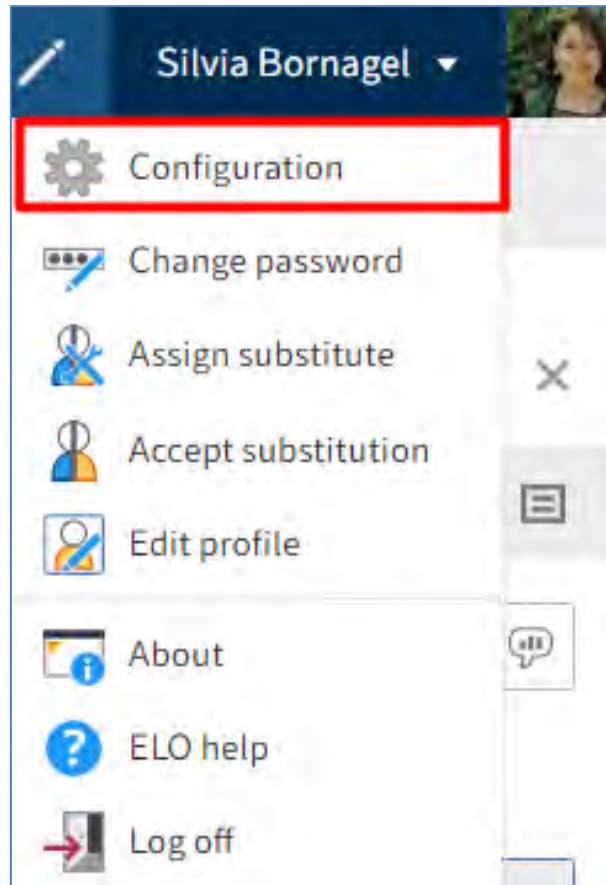 Silvia Bornagel
Configuration
Change password
Assign substitute
Accept substitution
Edit profile
About
ELO help
Log off